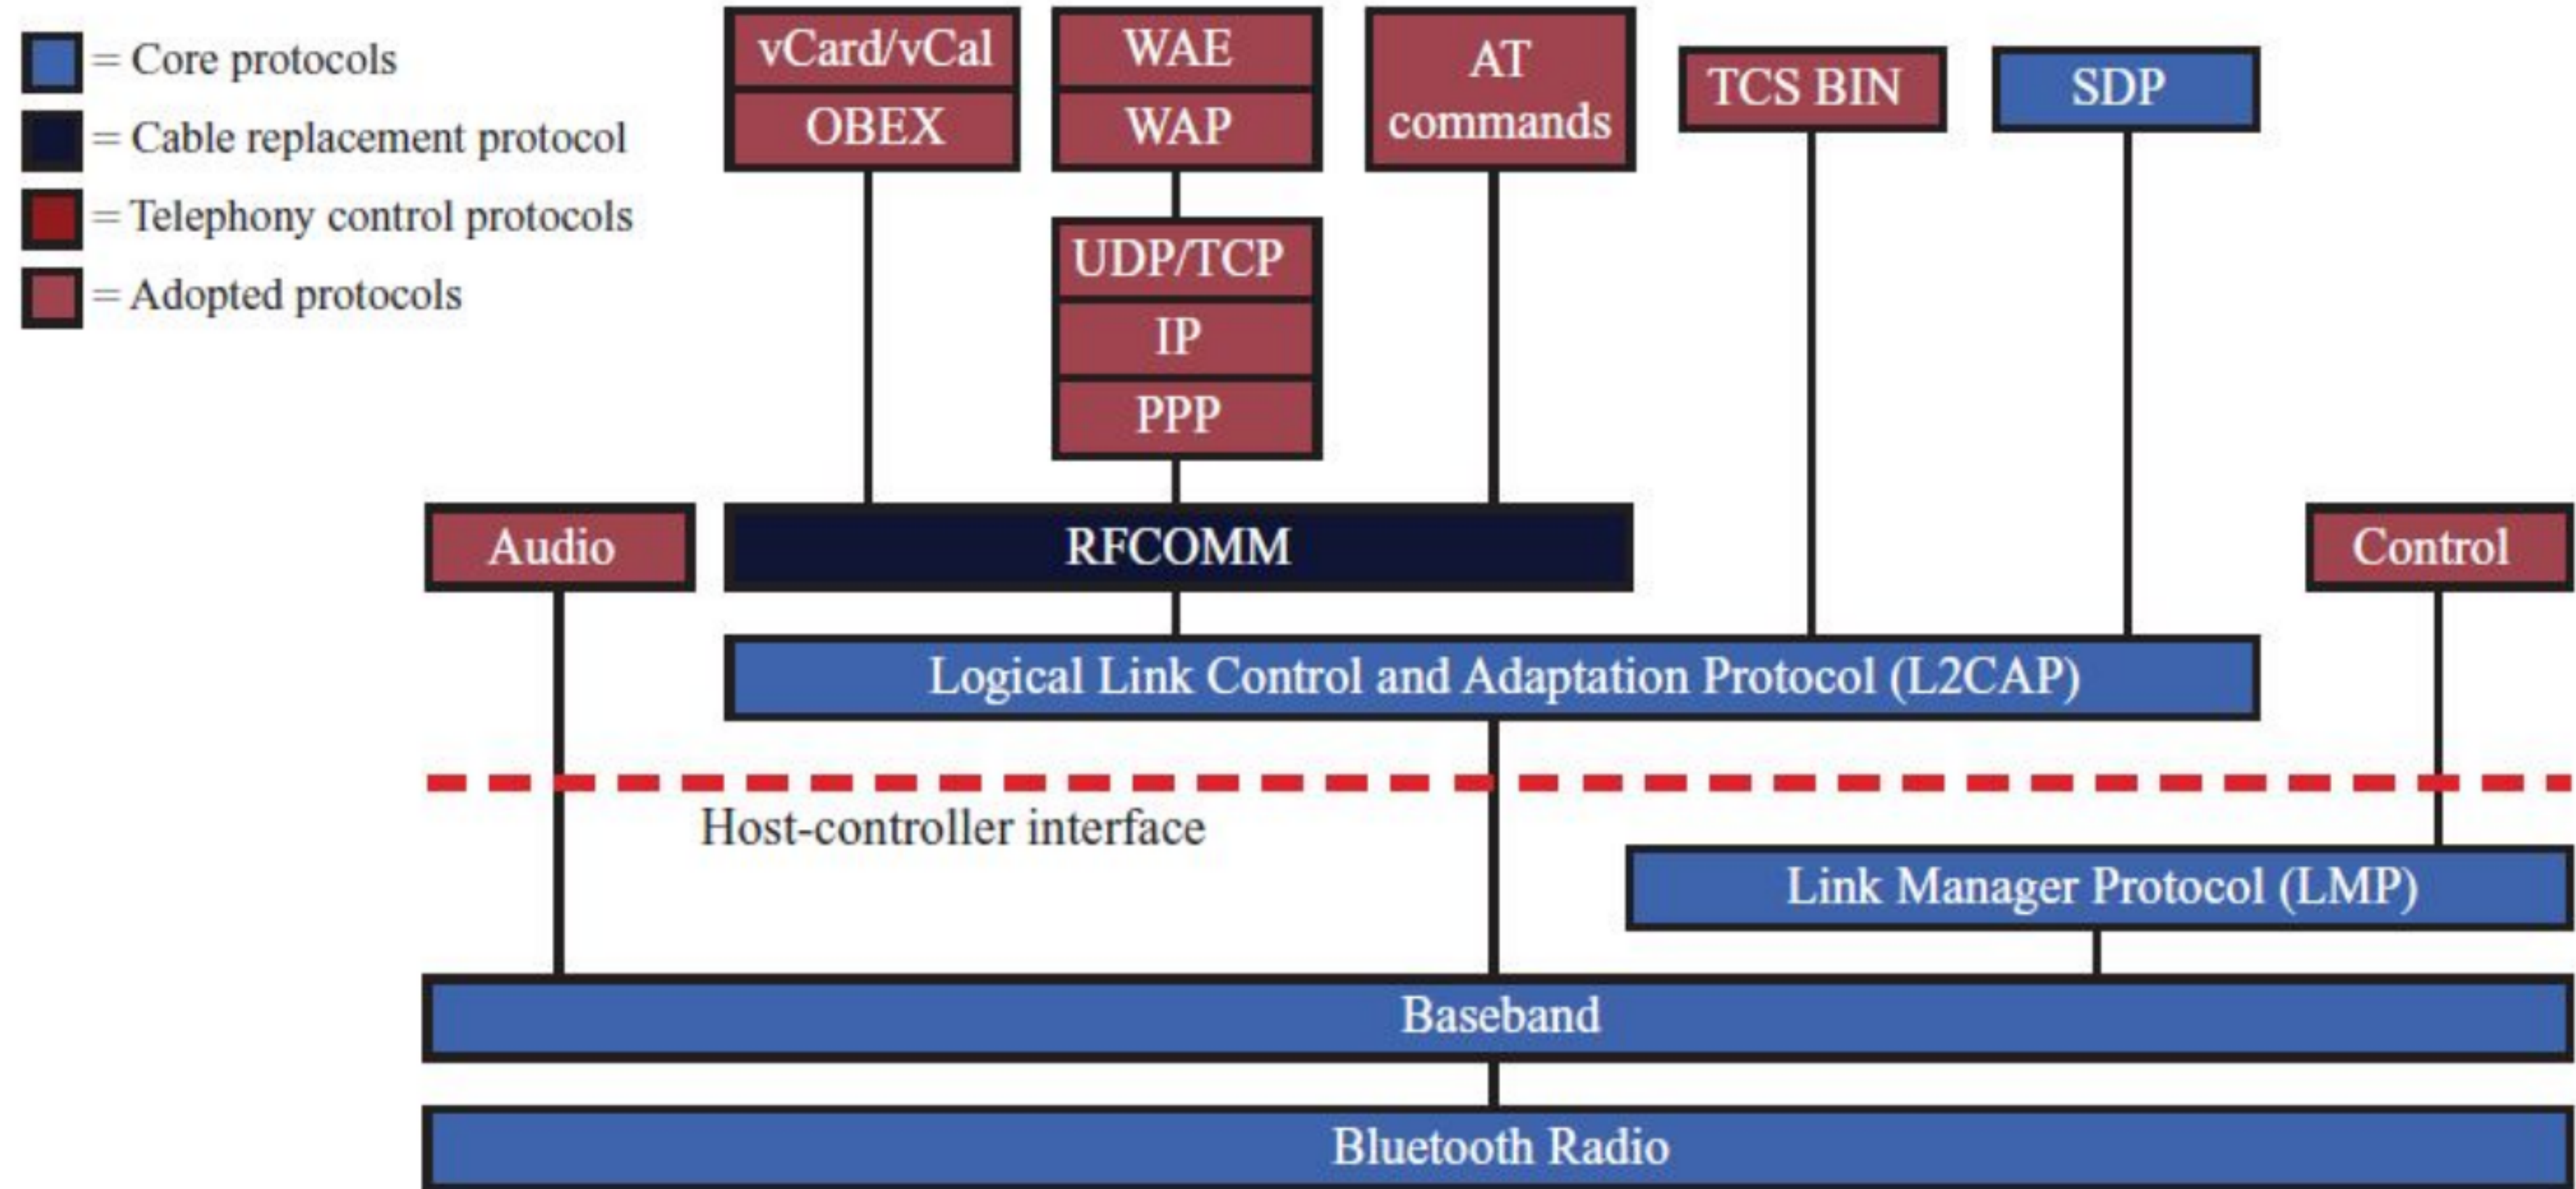 = Core protocols
= Cable replacement protocol
= Telephony control protocols
= Adopted protocols
vCard/vCal
OBEX
WAE
WAP
AT
commands
TCS BIN
SDP
UDP/TCP
IP
PPP
Audio
RFCOMM
Control
Logical Link Control and Adaptation Protocol (L2CAP)
Host-controller interface
Link Manager Protocol (LMP)
Baseband
Bluetooth Radio